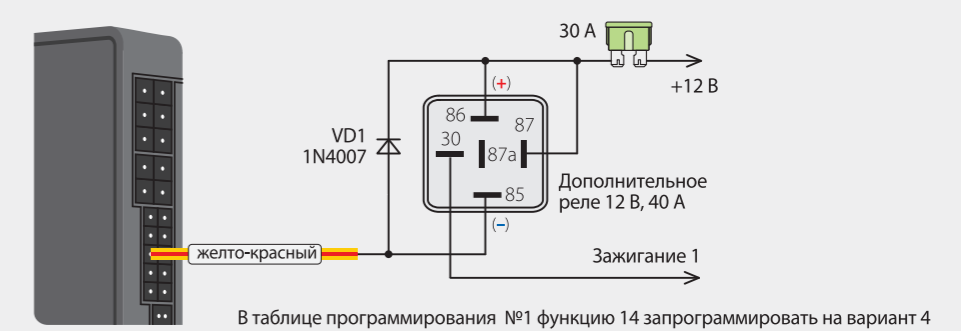 30 А
+12 В
(+)
86
87
30
87a
VD1
1N4007
85
(–)
Дополнительное
реле 12 В, 40 А
желто-красный
Зажигание 1
В таблице программирования №1 функцию 14 запрограммировать на вариант 4